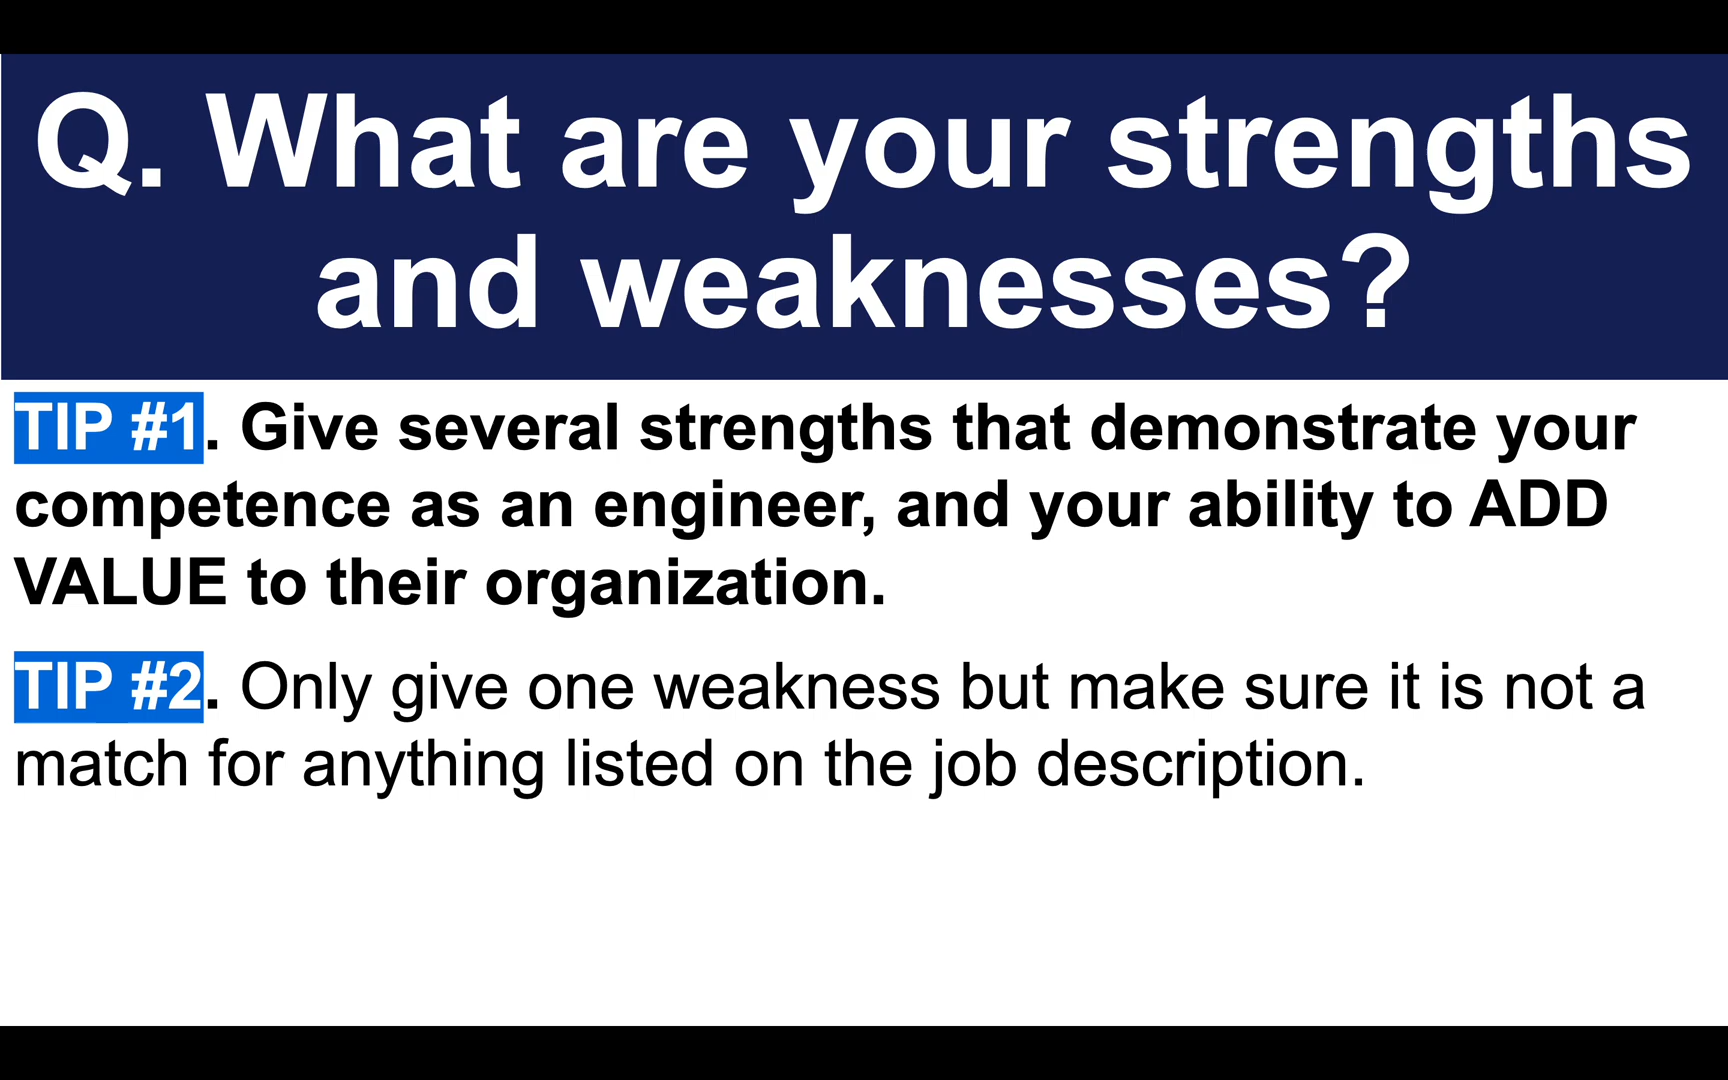 Q. What are your strengths
and weaknesses?
TIP #1. Give several strengths that demonstrate your
competence as an engineer, and your ability to ADD
VALUE to their organization.
TIP #2. Only give one weakness but make sure it is not a
match for anything listed on the job description.